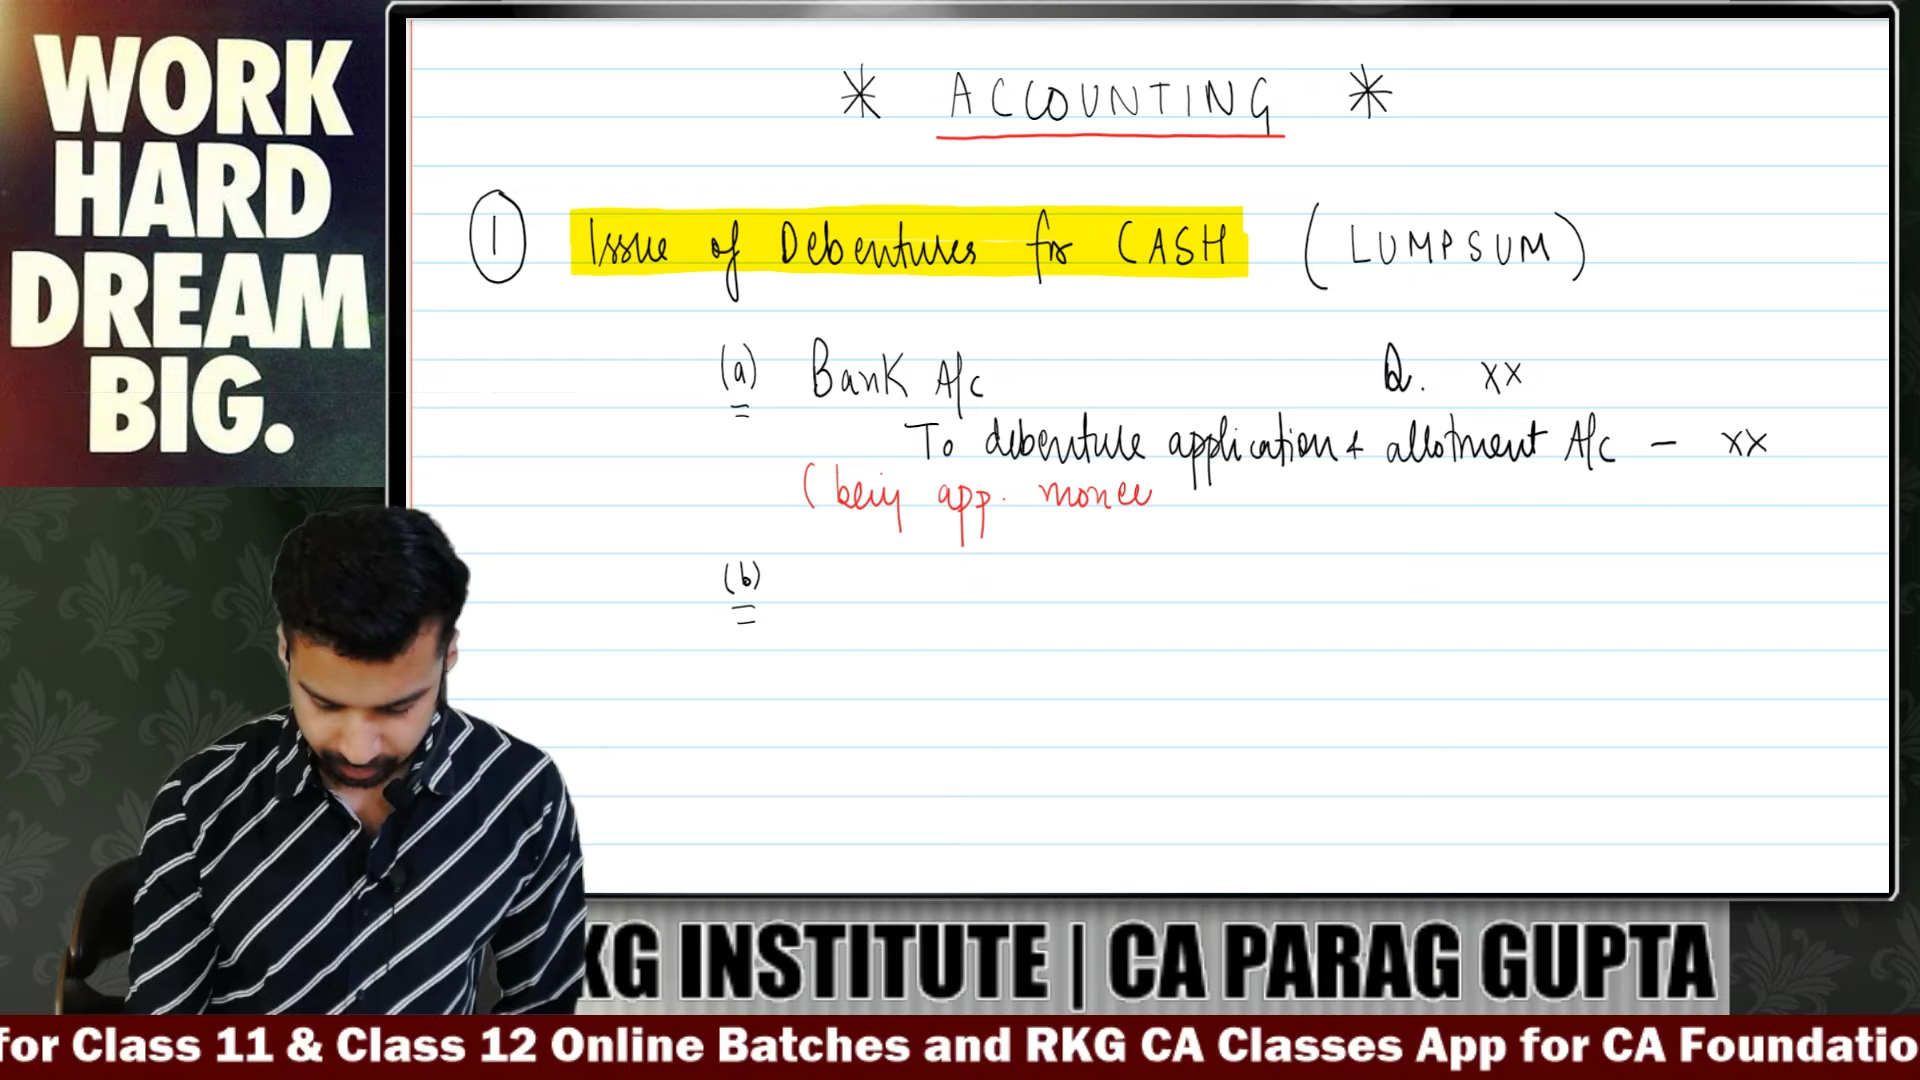 WORK
HARD
DREAM
BIG.
* ACCOUNTING *
1 Issue of Debentures for CASH (LUMPSUM)
(a) Bank A/c Dr. xx
To debenture application & allotment A/c - xx
(being app. mones
(b)
KG INSTITUTE | CA PARAG GUPTA
for Class 11 & Class 12 Online Batches and RKG CA Classes App for CA Foundatio